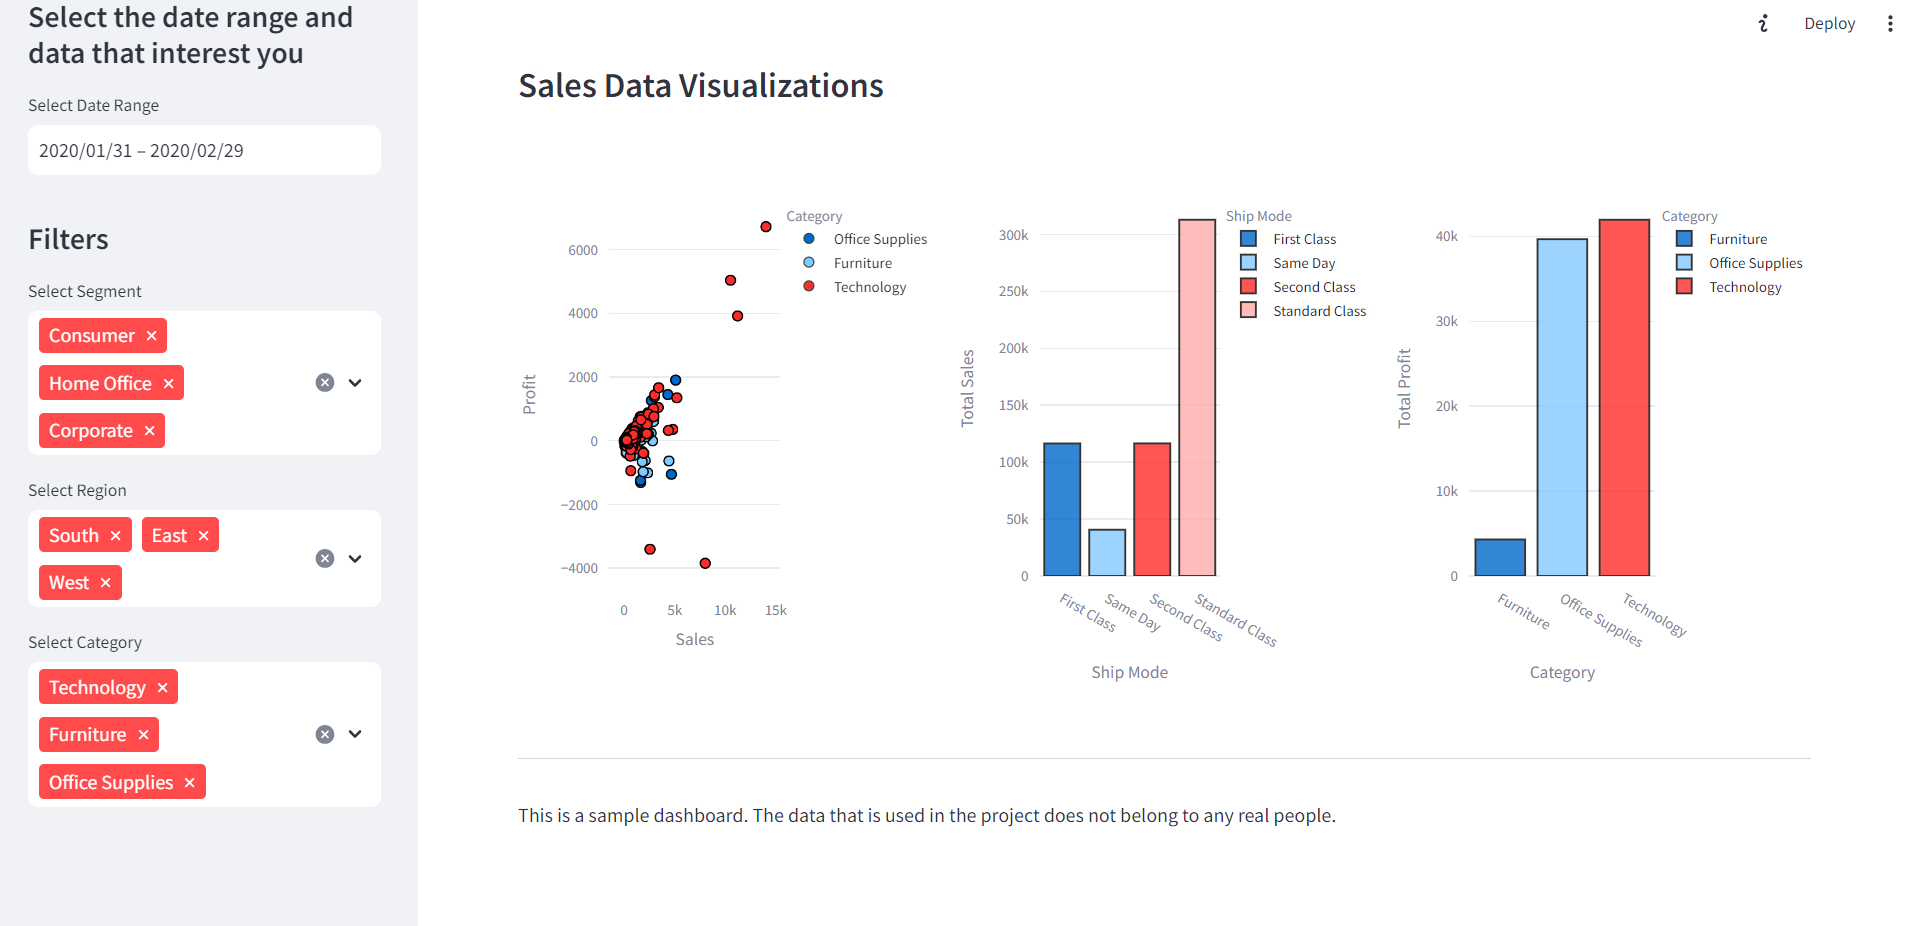 Select the date range and
data that interest you
Select Date Range
2020/01/31 – 2020/02/29
Filters
Select Segment
Consumer
Home Office
Corporate
Select Region
South East
West
Select Category
Technology
Furniture
Office Supplies
Deploy
Sales Data Visualizations
Category
Office Supplies
Furniture
Technology
Profit
6000
4000
2000
0
−2000
−4000
0 5k 10k 15k
Sales
Ship Mode
First Class
Same Day
Second Class
Standard Class
Total Sales
300k
250k
200k
150k
100k
50k
0
First Class
Same Day
Second Class
Standard Class
Ship Mode
Category
Furniture
Office Supplies
Technology
Total Profit
40k
30k
20k
10k
0
Furniture
Office Supplies
Technology
Category
This is a sample dashboard. The data that is used in the project does not belong to any real people.